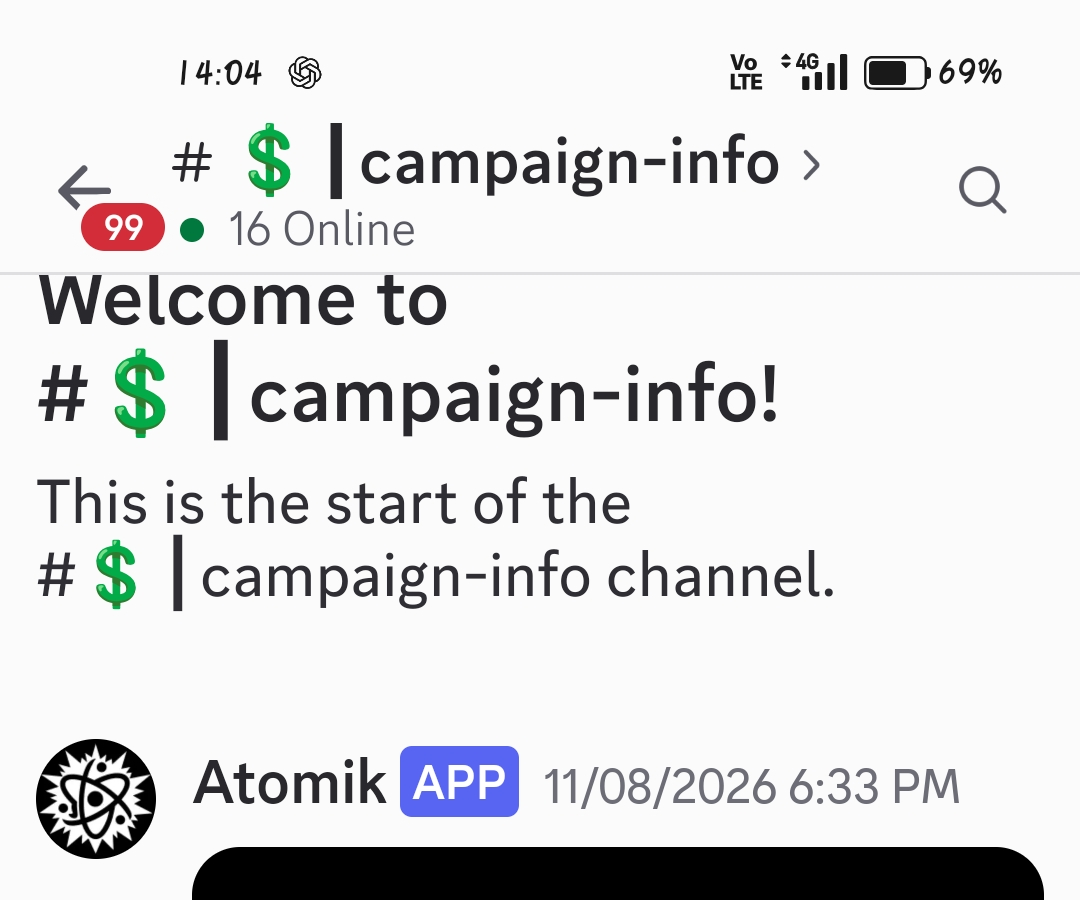 14:04 Vo LTE 4G 69%
# 💲┃campaign-info ›
99 16 Online
Welcome to
#💲┃campaign-info!
This is the start of the
#💲┃campaign-info channel.
Atomik APP 11/08/2026 6:33 PM